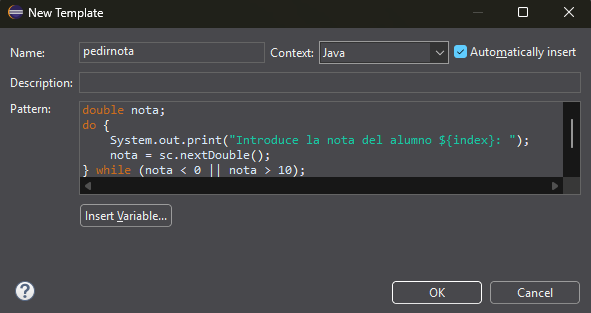 New Template
Name: pedirnota Context: Java Automatically insert
Description:
Pattern:
double nota;
do {
    System.out.print("Introduce la nota del alumno ${index}: ");
    nota = sc.nextDouble();
} while (nota < 0 || nota > 10);
Insert Variable...
? OK Cancel